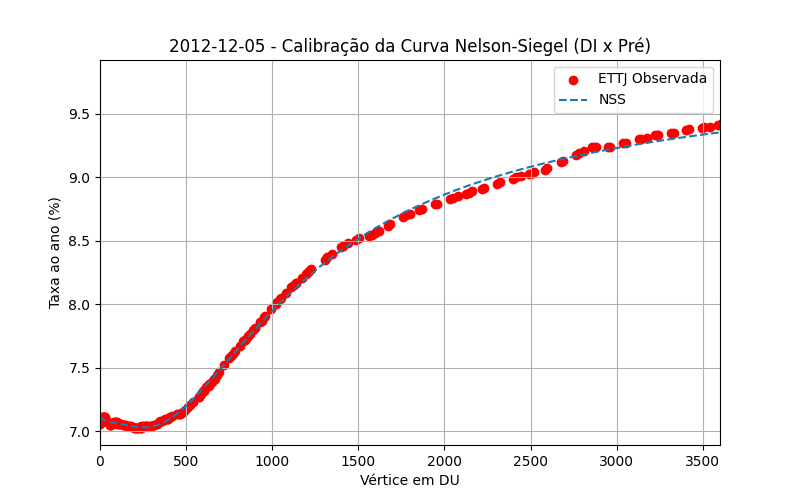 2012-12-05 - Calibração da Curva Nelson-Siegel (DI x Pré)
ETTJ Observada
NSS
Taxa ao ano (%)
9.5
9.0
8.5
8.0
7.5
7.0
0 500 1000 1500 2000 2500 3000 3500
Vértice em DU